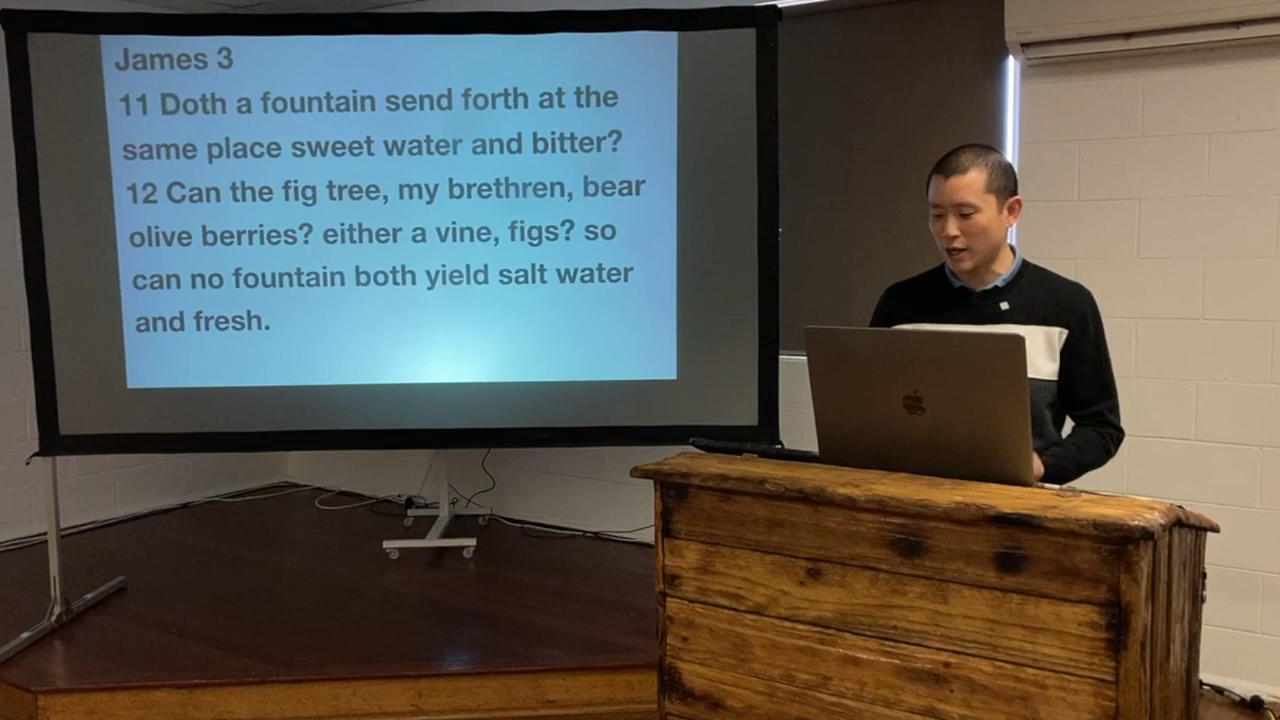 James 3
11 Doth a fountain send forth at the
same place sweet water and bitter?
12 Can the fig tree, my brethren, bear
olive berries? either a vine, figs? so
can no fountain both yield salt water
and fresh.